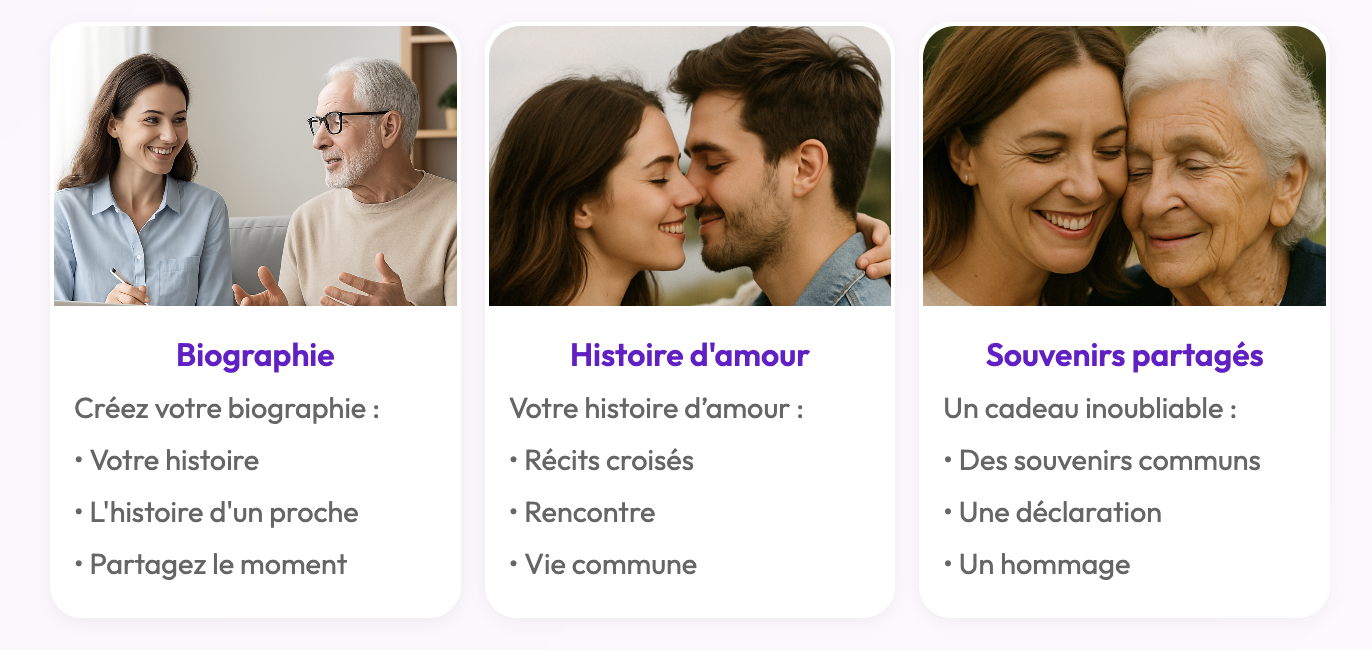 Biographie
Créez votre biographie :
• Votre histoire
• L'histoire d'un proche
• Partagez le moment
Histoire d'amour
Votre histoire d’amour :
• Récits croisés
• Rencontre
• Vie commune
Souvenirs partagés
Un cadeau inoubliable :
• Des souvenirs communs
• Une déclaration
• Un hommage